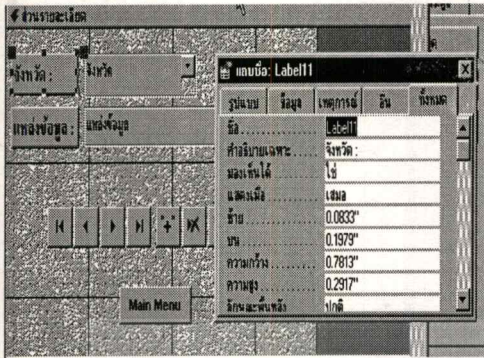 ส่วนรายละเอียด
จังหวัด :
จังหวัด
แหล่งข้อมูล :
แหล่งข้อมูล
Main Menu
แถบชื่อ: Label11
รูปแบบ
ข้อมูล
เหตุการณ์
อื่น
ทั้งหมด
ชื่อ.......... Label11
คำอธิบายเฉพาะ...... จังหวัด :
มองเห็นได้.......... ใช่
แสดงเมื่อ.......... เสมอ
ซ้าย.......... 0.0833"
บน.......... 0.1979"
ความกว้าง.......... 0.7813"
ความสูง.......... 0.2917"
ลักษณะพื้นหลัง...... ปกติ